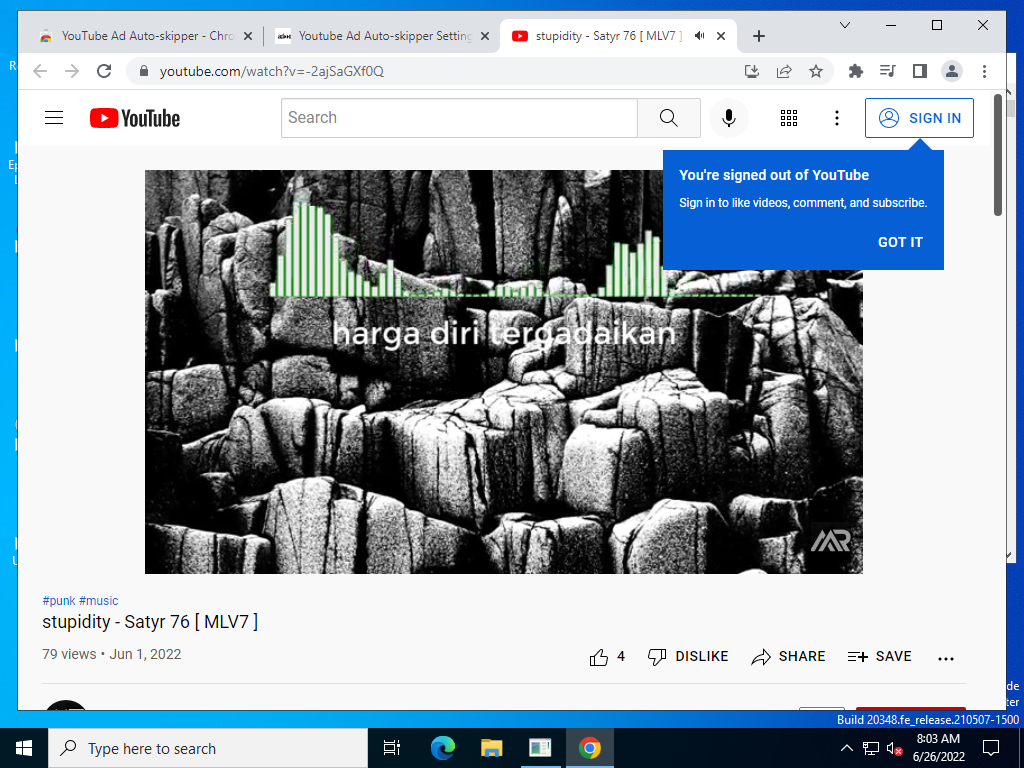 YouTube Ad Auto-skipper - Chro
Youtube Ad Auto-skipper Setting
stupidity - Satyr 76 [ MLV7 ]
youtube.com/watch?v=-2ajSaGXf0Q
YouTube
Search
SIGN IN
You're signed out of YouTube
Sign in to like videos, comment, and subscribe.
GOT IT
harga diri tergadaikan
MR
#punk #music
stupidity - Satyr 76 [ MLV7 ]
79 views • Jun 1, 2022
4
DISLIKE
SHARE
SAVE
Build 20348.fe_release.210507-1500
Type here to search
8:03 AM
6/26/2022